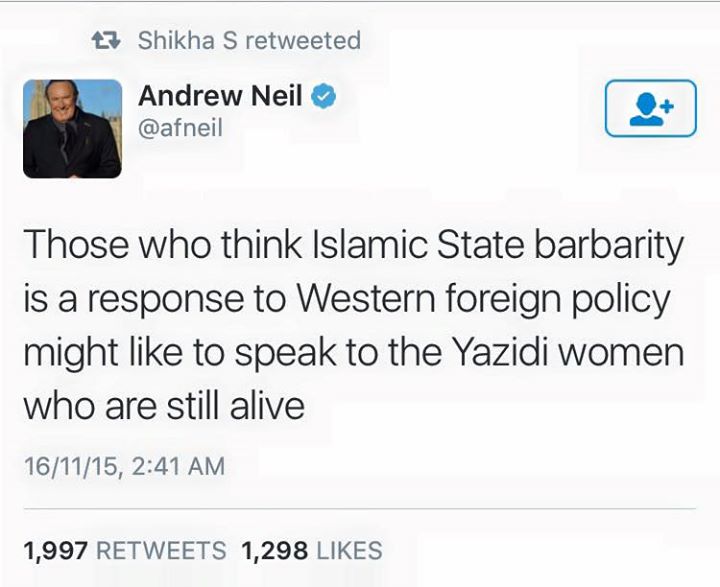 Shikha S retweeted
Andrew Neil
@afneil
Those who think Islamic State barbarity
is a response to Western foreign policy
might like to speak to the Yazidi women
who are still alive
16/11/15, 2:41 AM
1,997 RETWEETS 1,298 LIKES